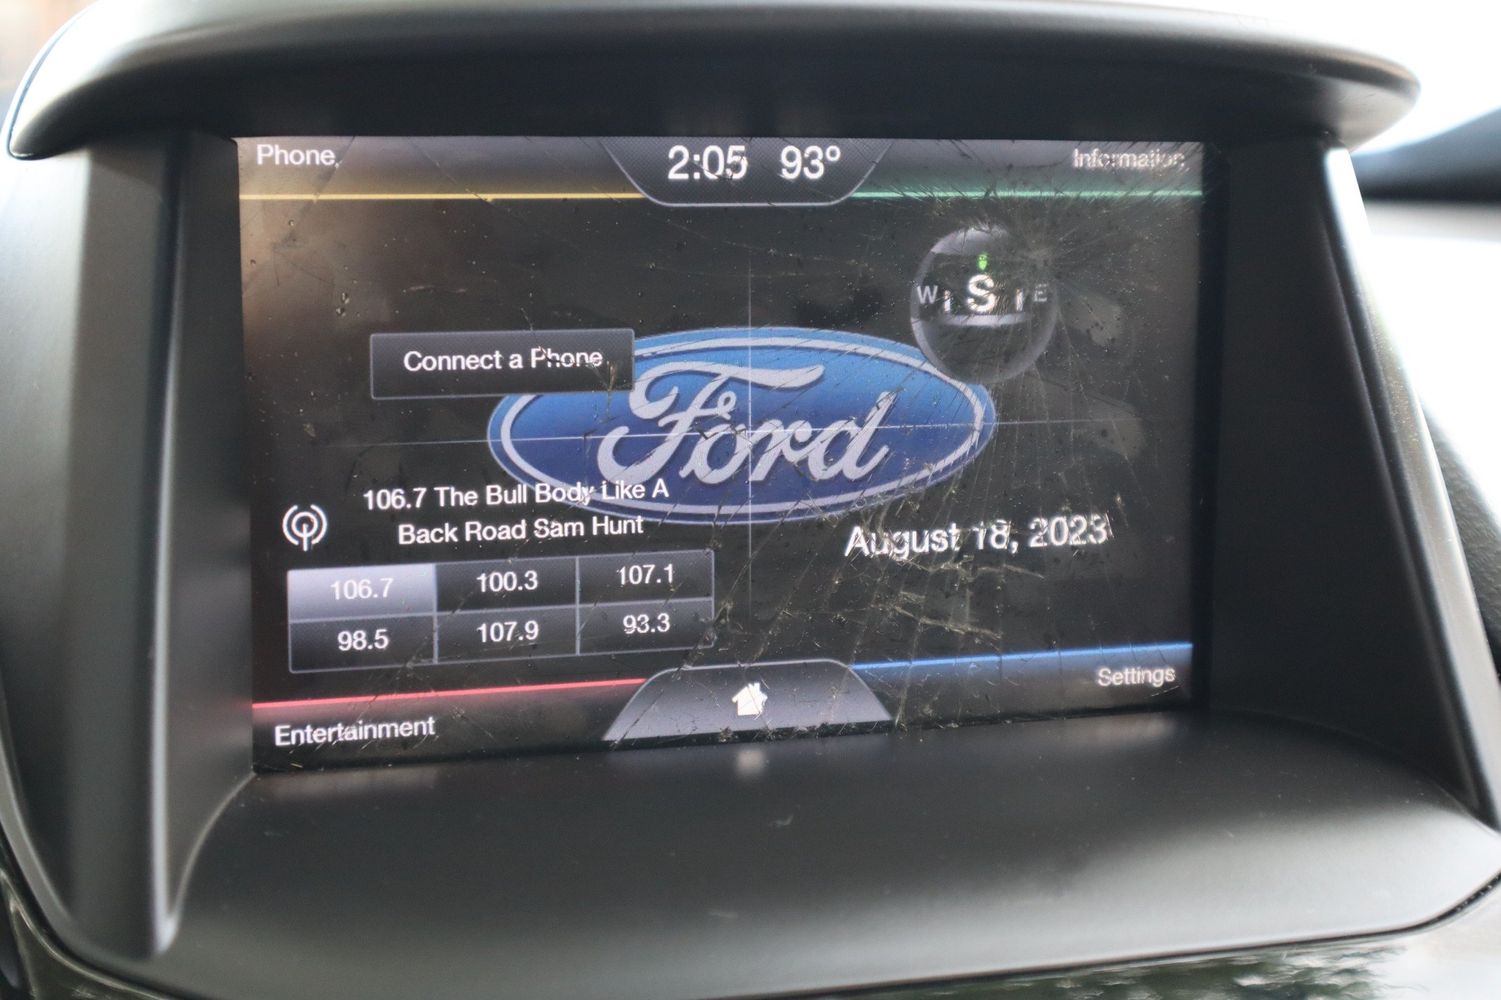 Phone
2:05 93°
Information
W S E
Connect a Phone
Ford
106.7 The Bull Body Like A
Back Road Sam Hunt
August 18, 2023
106.7 100.3 107.1
98.5 107.9 93.3
Entertainment
Settings